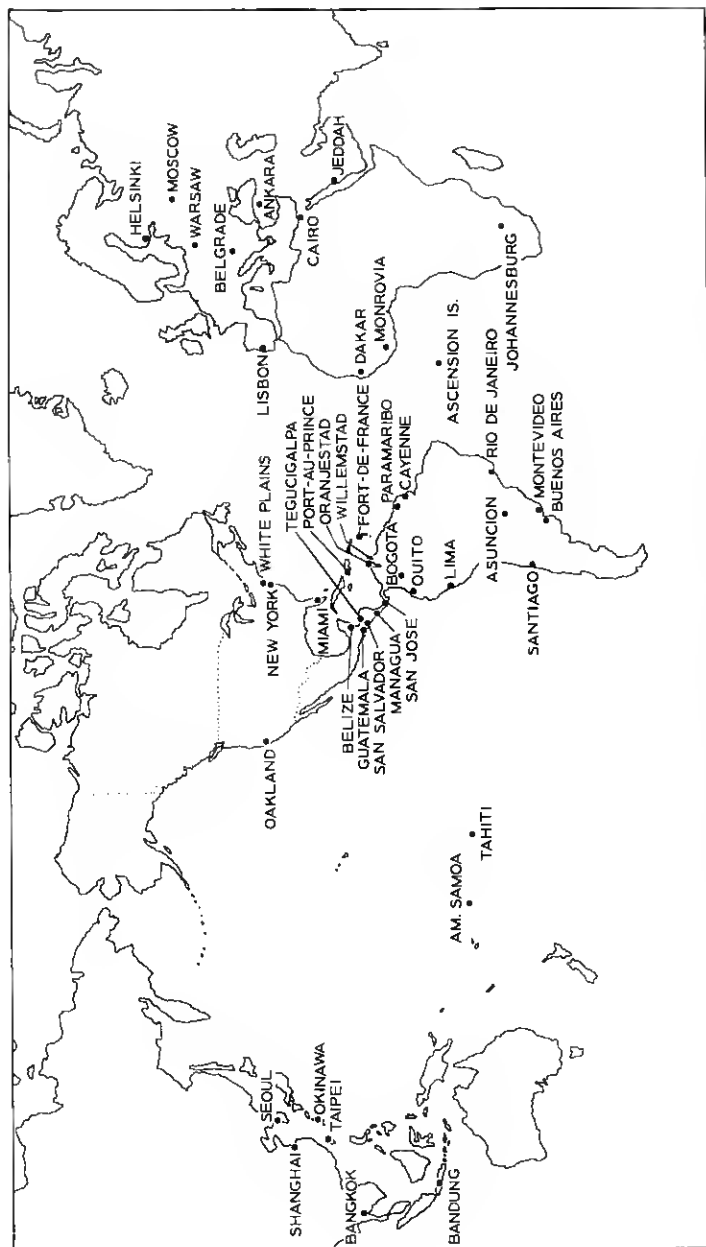 HELSINKI
MOSCOW
WARSAW
BELGRADE
ANKARA
CAIRO
JEDDAH
LISBON
DAKAR
MONROVIA
ASCENSION IS.
JOHANNESBURG
WHITE PLAINS
NEW YORK
TEGUCIGALPA
PORT-AU-PRINCE
ORANJESTAD
WILLEMSTAD
FORT-DE-FRANCE
PARAMARIBO
CAYENNE
MIAMI
BOGOTA
QUITO
LIMA
RIO DE JANEIRO
ASUNCION
MONTEVIDEO
BUENOS AIRES
SANTIAGO
OAKLAND
BELIZE
GUATEMALA
SAN SALVADOR
MANAGUA
SAN JOSE
AM. SAMOA
TAHITI
SEOUL
SHANGHAI
OKINAWA
TAIPEI
BANGKOK
BANDUNG